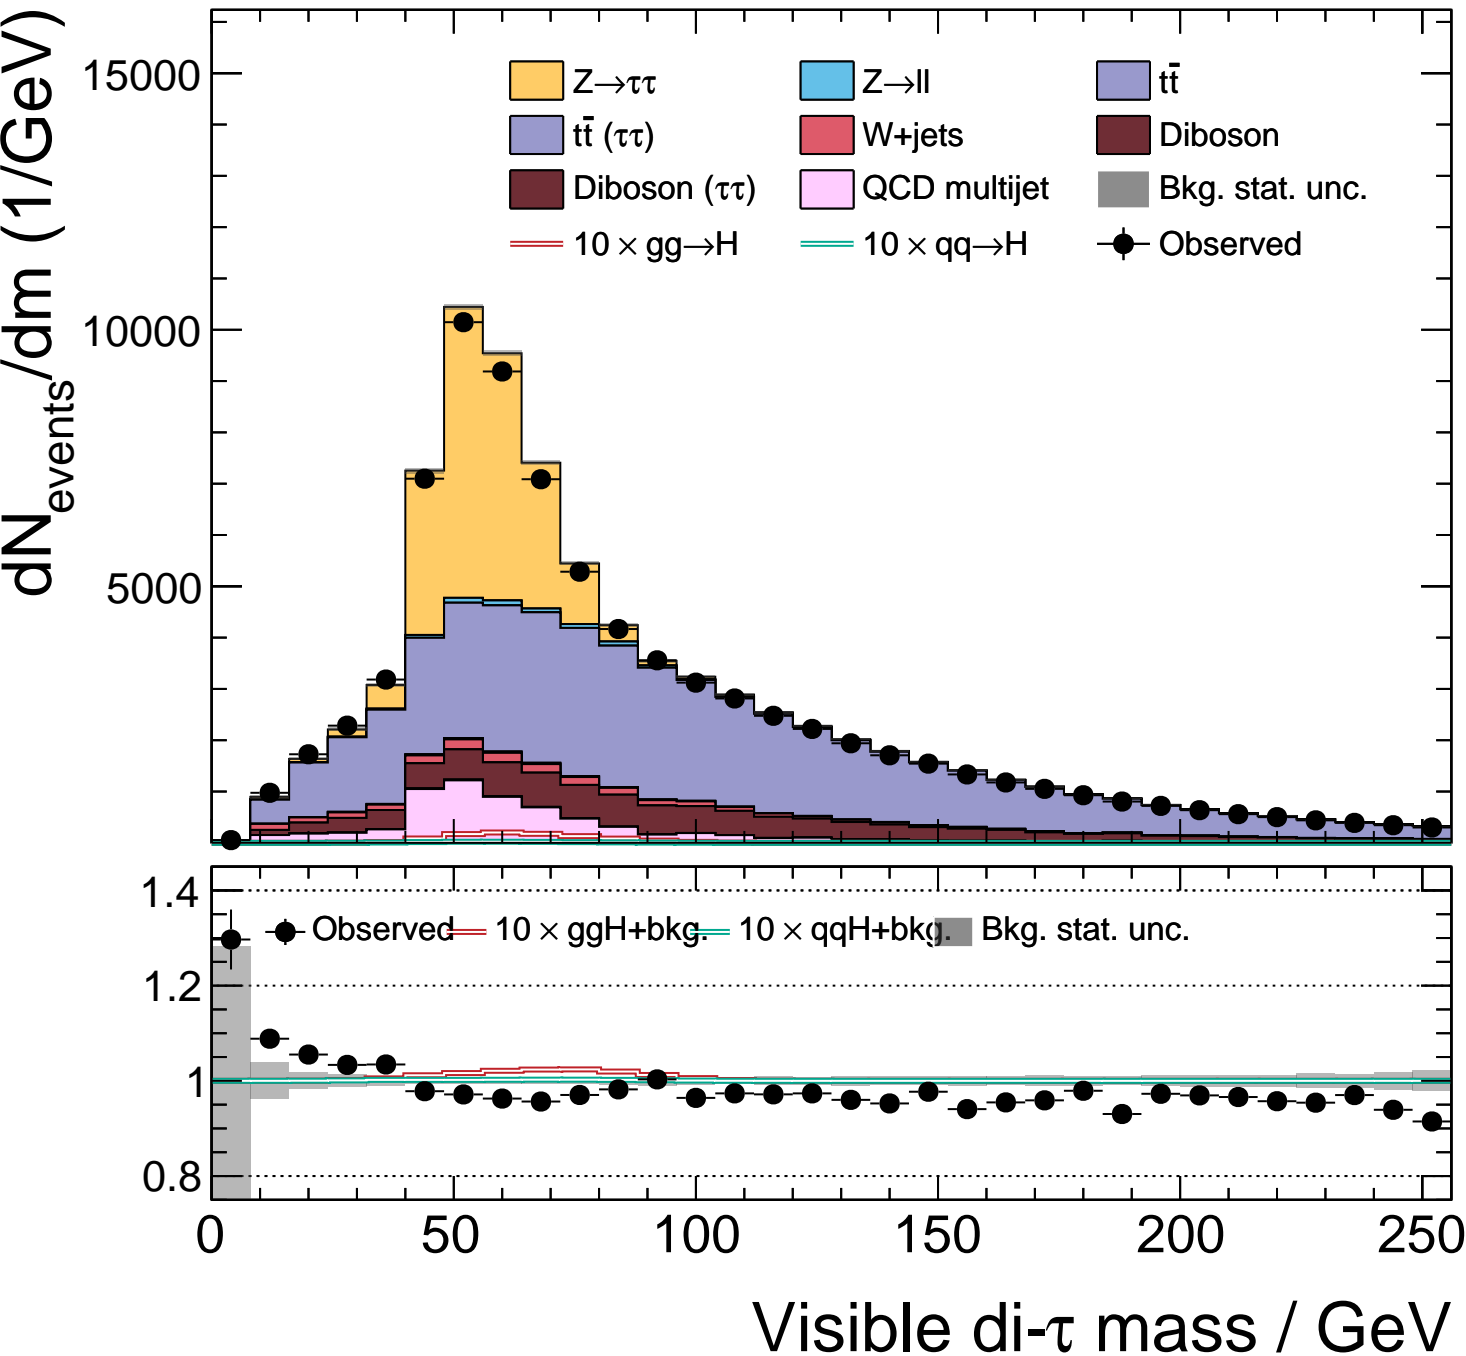 dN_events/dm (1/GeV)
15000
10000
5000
Z→ττ Z→ll tt̄
tt̄ (ττ) W+jets Diboson
Diboson (ττ) QCD multijet Bkg. stat. unc.
10 × gg→H 10 × qq→H Observed
1.4
1.2
1
0.8
Observed 10 × ggH+bkg. 10 × qqH+bkg. Bkg. stat. unc.
0 50 100 150 200 250
Visible di-τ mass / GeV